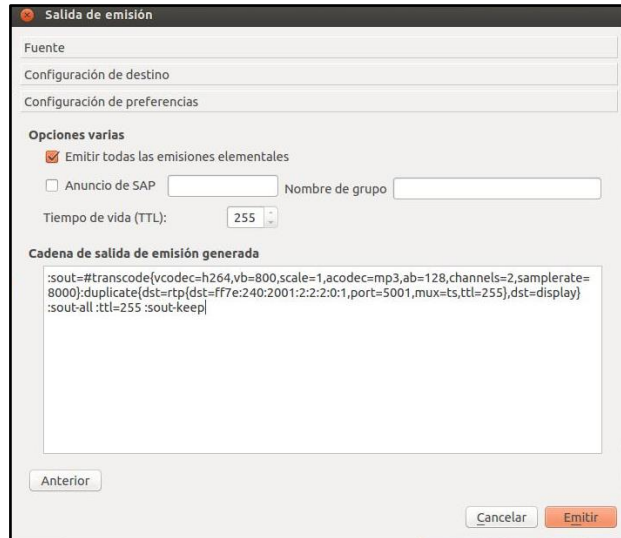 Salida de emisión
Fuente
Configuración de destino
Configuración de preferencias
Opciones varias
Emitir todas las emisiones elementales
Anuncio de SAP Nombre de grupo
Tiempo de vida (TTL): 255
Cadena de salida de emisión generada
:sout=#transcode{vcodec=h264,vb=800,scale=1,acodec=mp3,ab=128,channels=2,samplerate=
8000}:duplicate{dst=rtp{dst=ff7e:240:2001:2:2:2:0:1,port=5001,mux=ts,ttl=255},dst=display}
:sout-all :ttl=255 :sout-keep
Anterior
Cancelar Emitir